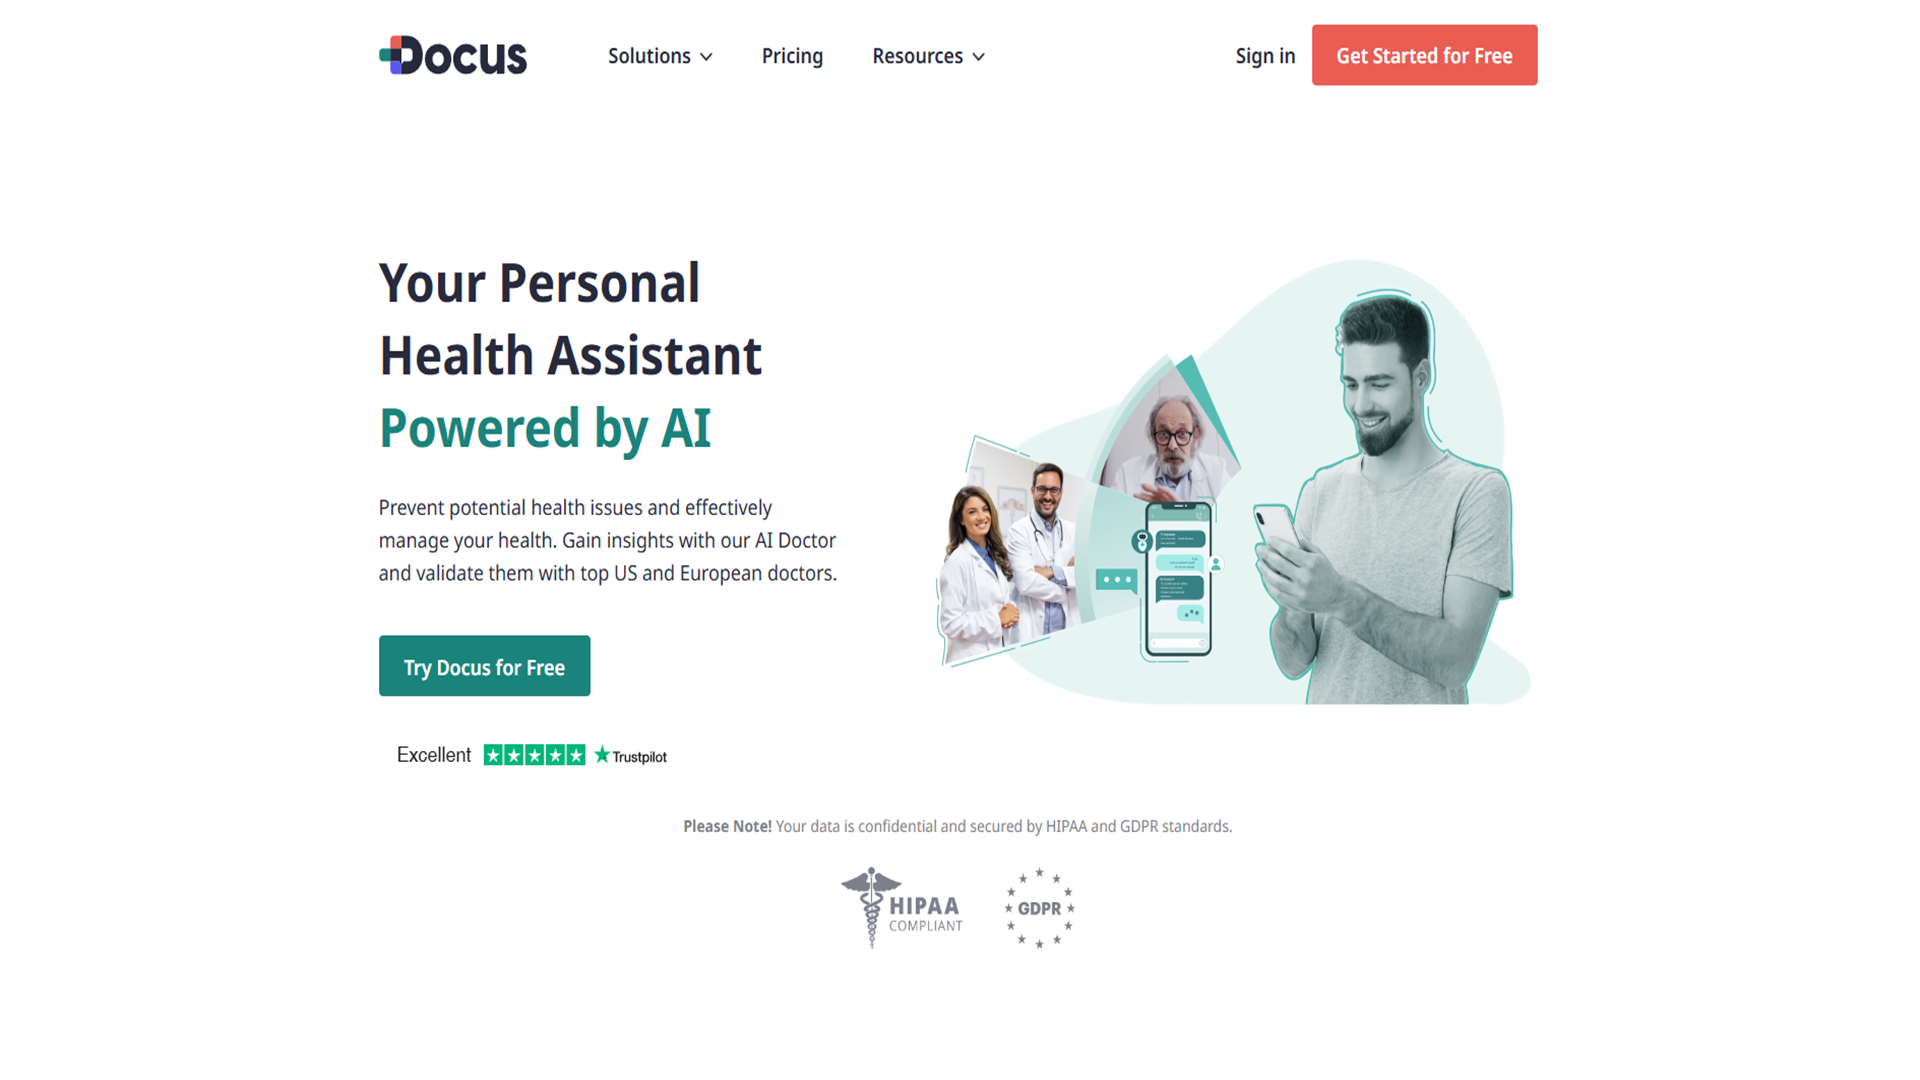 Docus
Solutions
Pricing
Resources
Sign in
Get Started for Free
Your Personal
Health Assistant
Powered by AI
Prevent potential health issues and effectively
manage your health. Gain insights with our AI Doctor
and validate them with top US and European doctors.
Try Docus for Free
Excellent
Trustpilot
Please Note! Your data is confidential and secured by HIPAA and GDPR standards.
HIPAA
COMPLIANT
GDPR